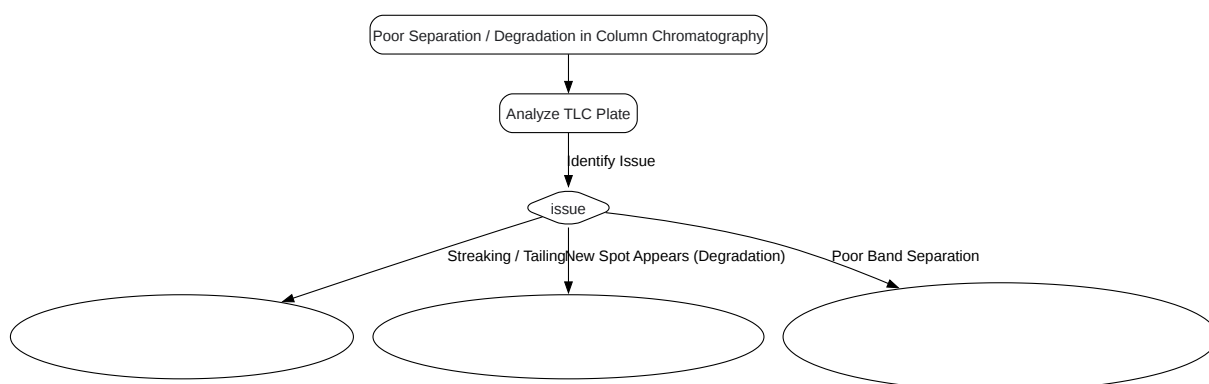 Poor Separation / Degradation in Column Chromatography
Analyze TLC Plate
Identify Issue
issue
Streaking / Tailing
New Spot Appears (Degradation)
Poor Band Separation